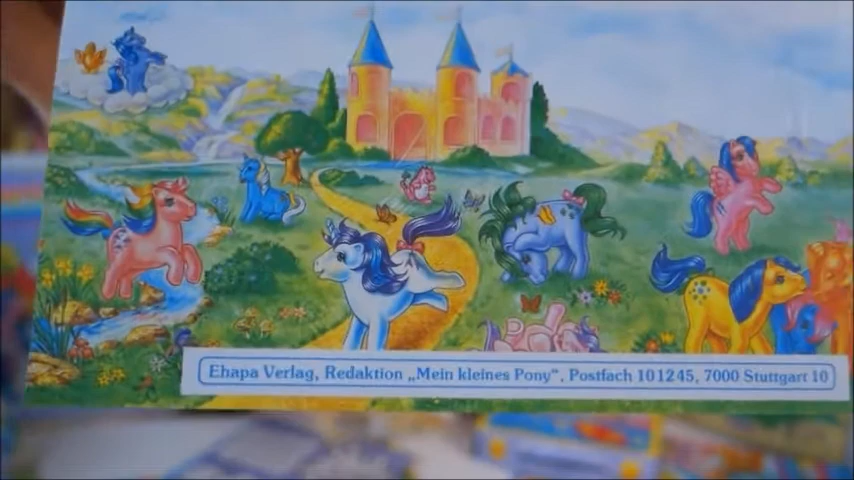 Ehapa Verlag, Redaktion „Mein kleines Pony", Postfach 101245, 7000 Stuttgart 10